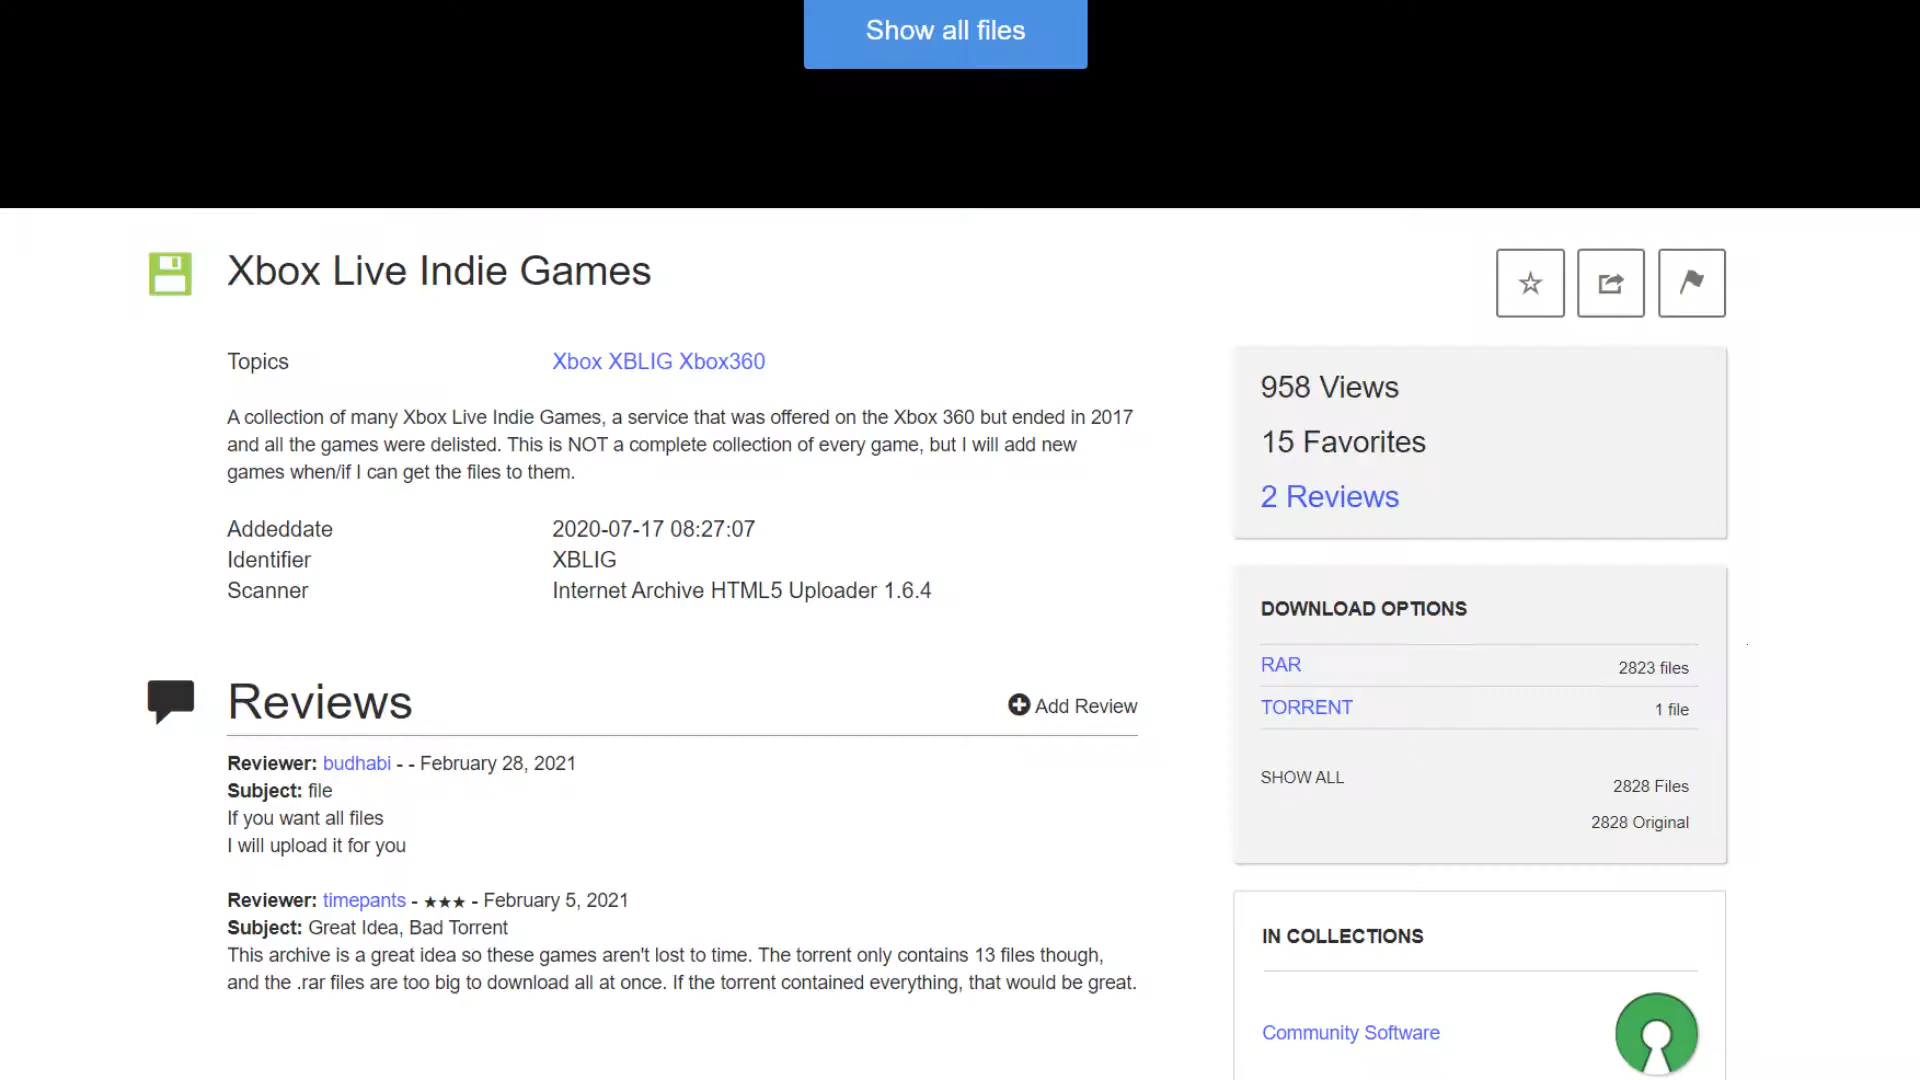 Show all files
Xbox Live Indie Games
Topics Xbox XBLIG Xbox360
A collection of many Xbox Live Indie Games, a service that was offered on the Xbox 360 but ended in 2017
and all the games were delisted. This is NOT a complete collection of every game, but I will add new
games when/if I can get the files to them.
Addeddate 2020-07-17 08:27:07
Identifier XBLIG
Scanner Internet Archive HTML5 Uploader 1.6.4
Reviews
Add Review
Reviewer: budhabi - - February 28, 2021
Subject: file
If you want all files
I will upload it for you
Reviewer: timepants - ★★★ - February 5, 2021
Subject: Great Idea, Bad Torrent
This archive is a great idea so these games aren't lost to time. The torrent only contains 13 files though,
and the .rar files are too big to download all at once. If the torrent contained everything, that would be great.
958 Views
15 Favorites
2 Reviews
DOWNLOAD OPTIONS
RAR 2823 files
TORRENT 1 file
SHOW ALL 2828 Files
2828 Original
IN COLLECTIONS
Community Software